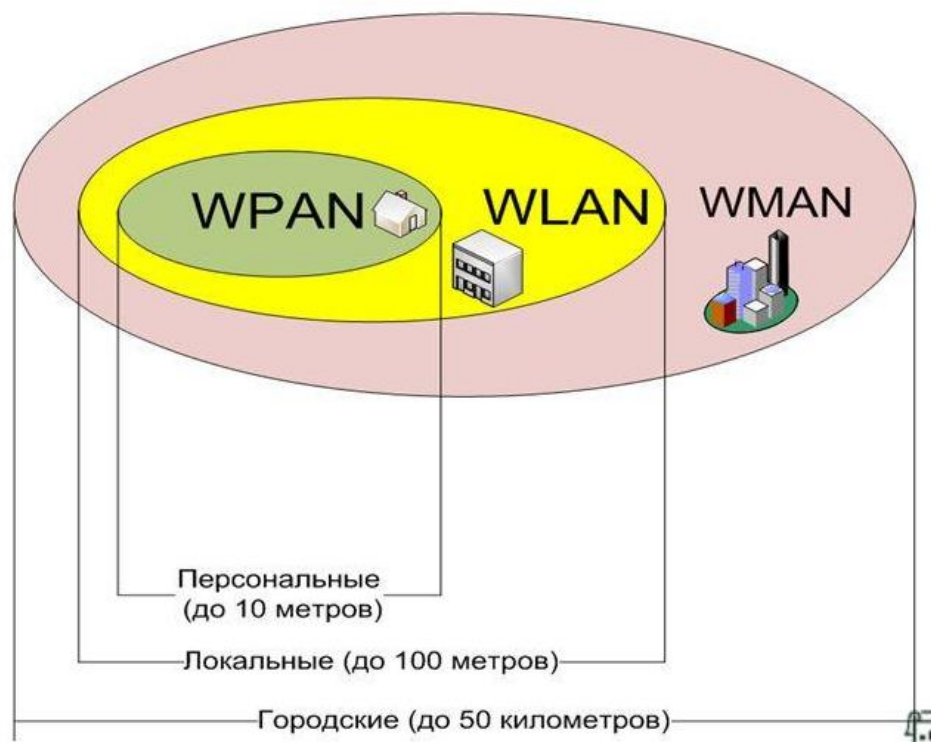 WPAN
WLAN
WMAN
Персональные
(до 10 метров)
Локальные (до 100 метров)
Городские (до 50 километров)